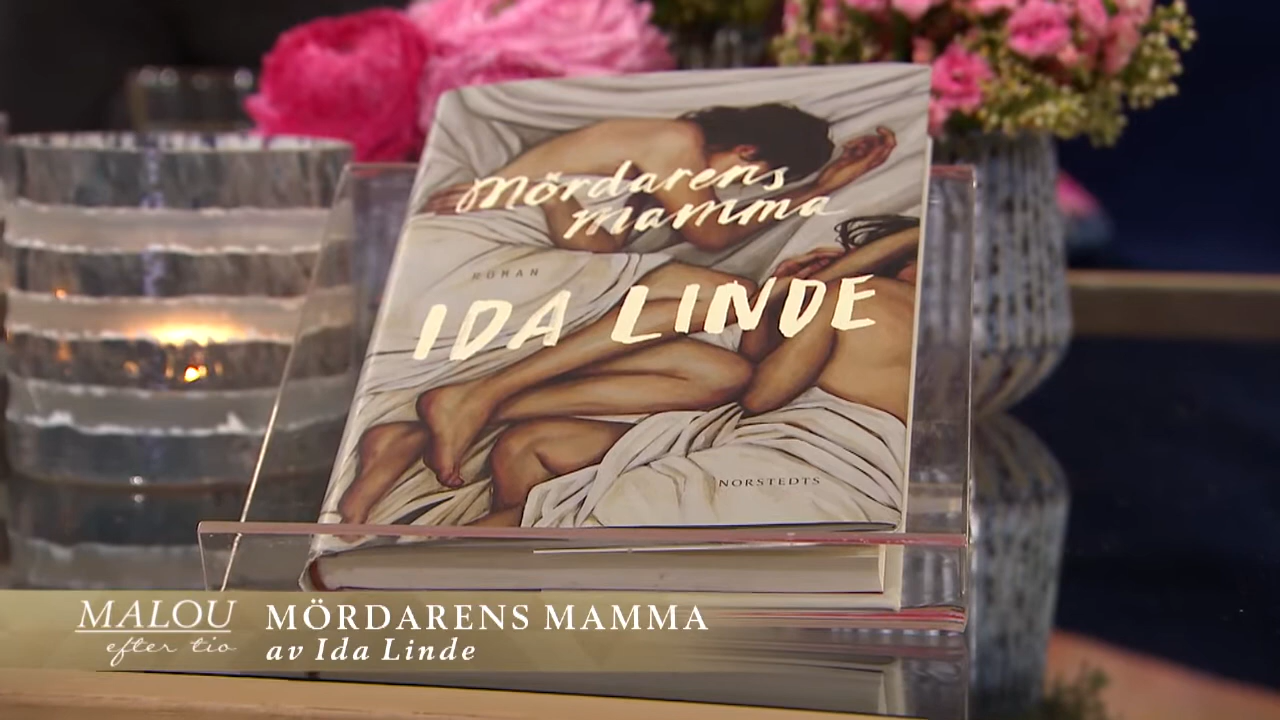 Mördarens
mamma
ROMAN
IDA LINDE
NORSTEDTS
MALOU
efter tio
MÖRDARENS MAMMA
av Ida Linde